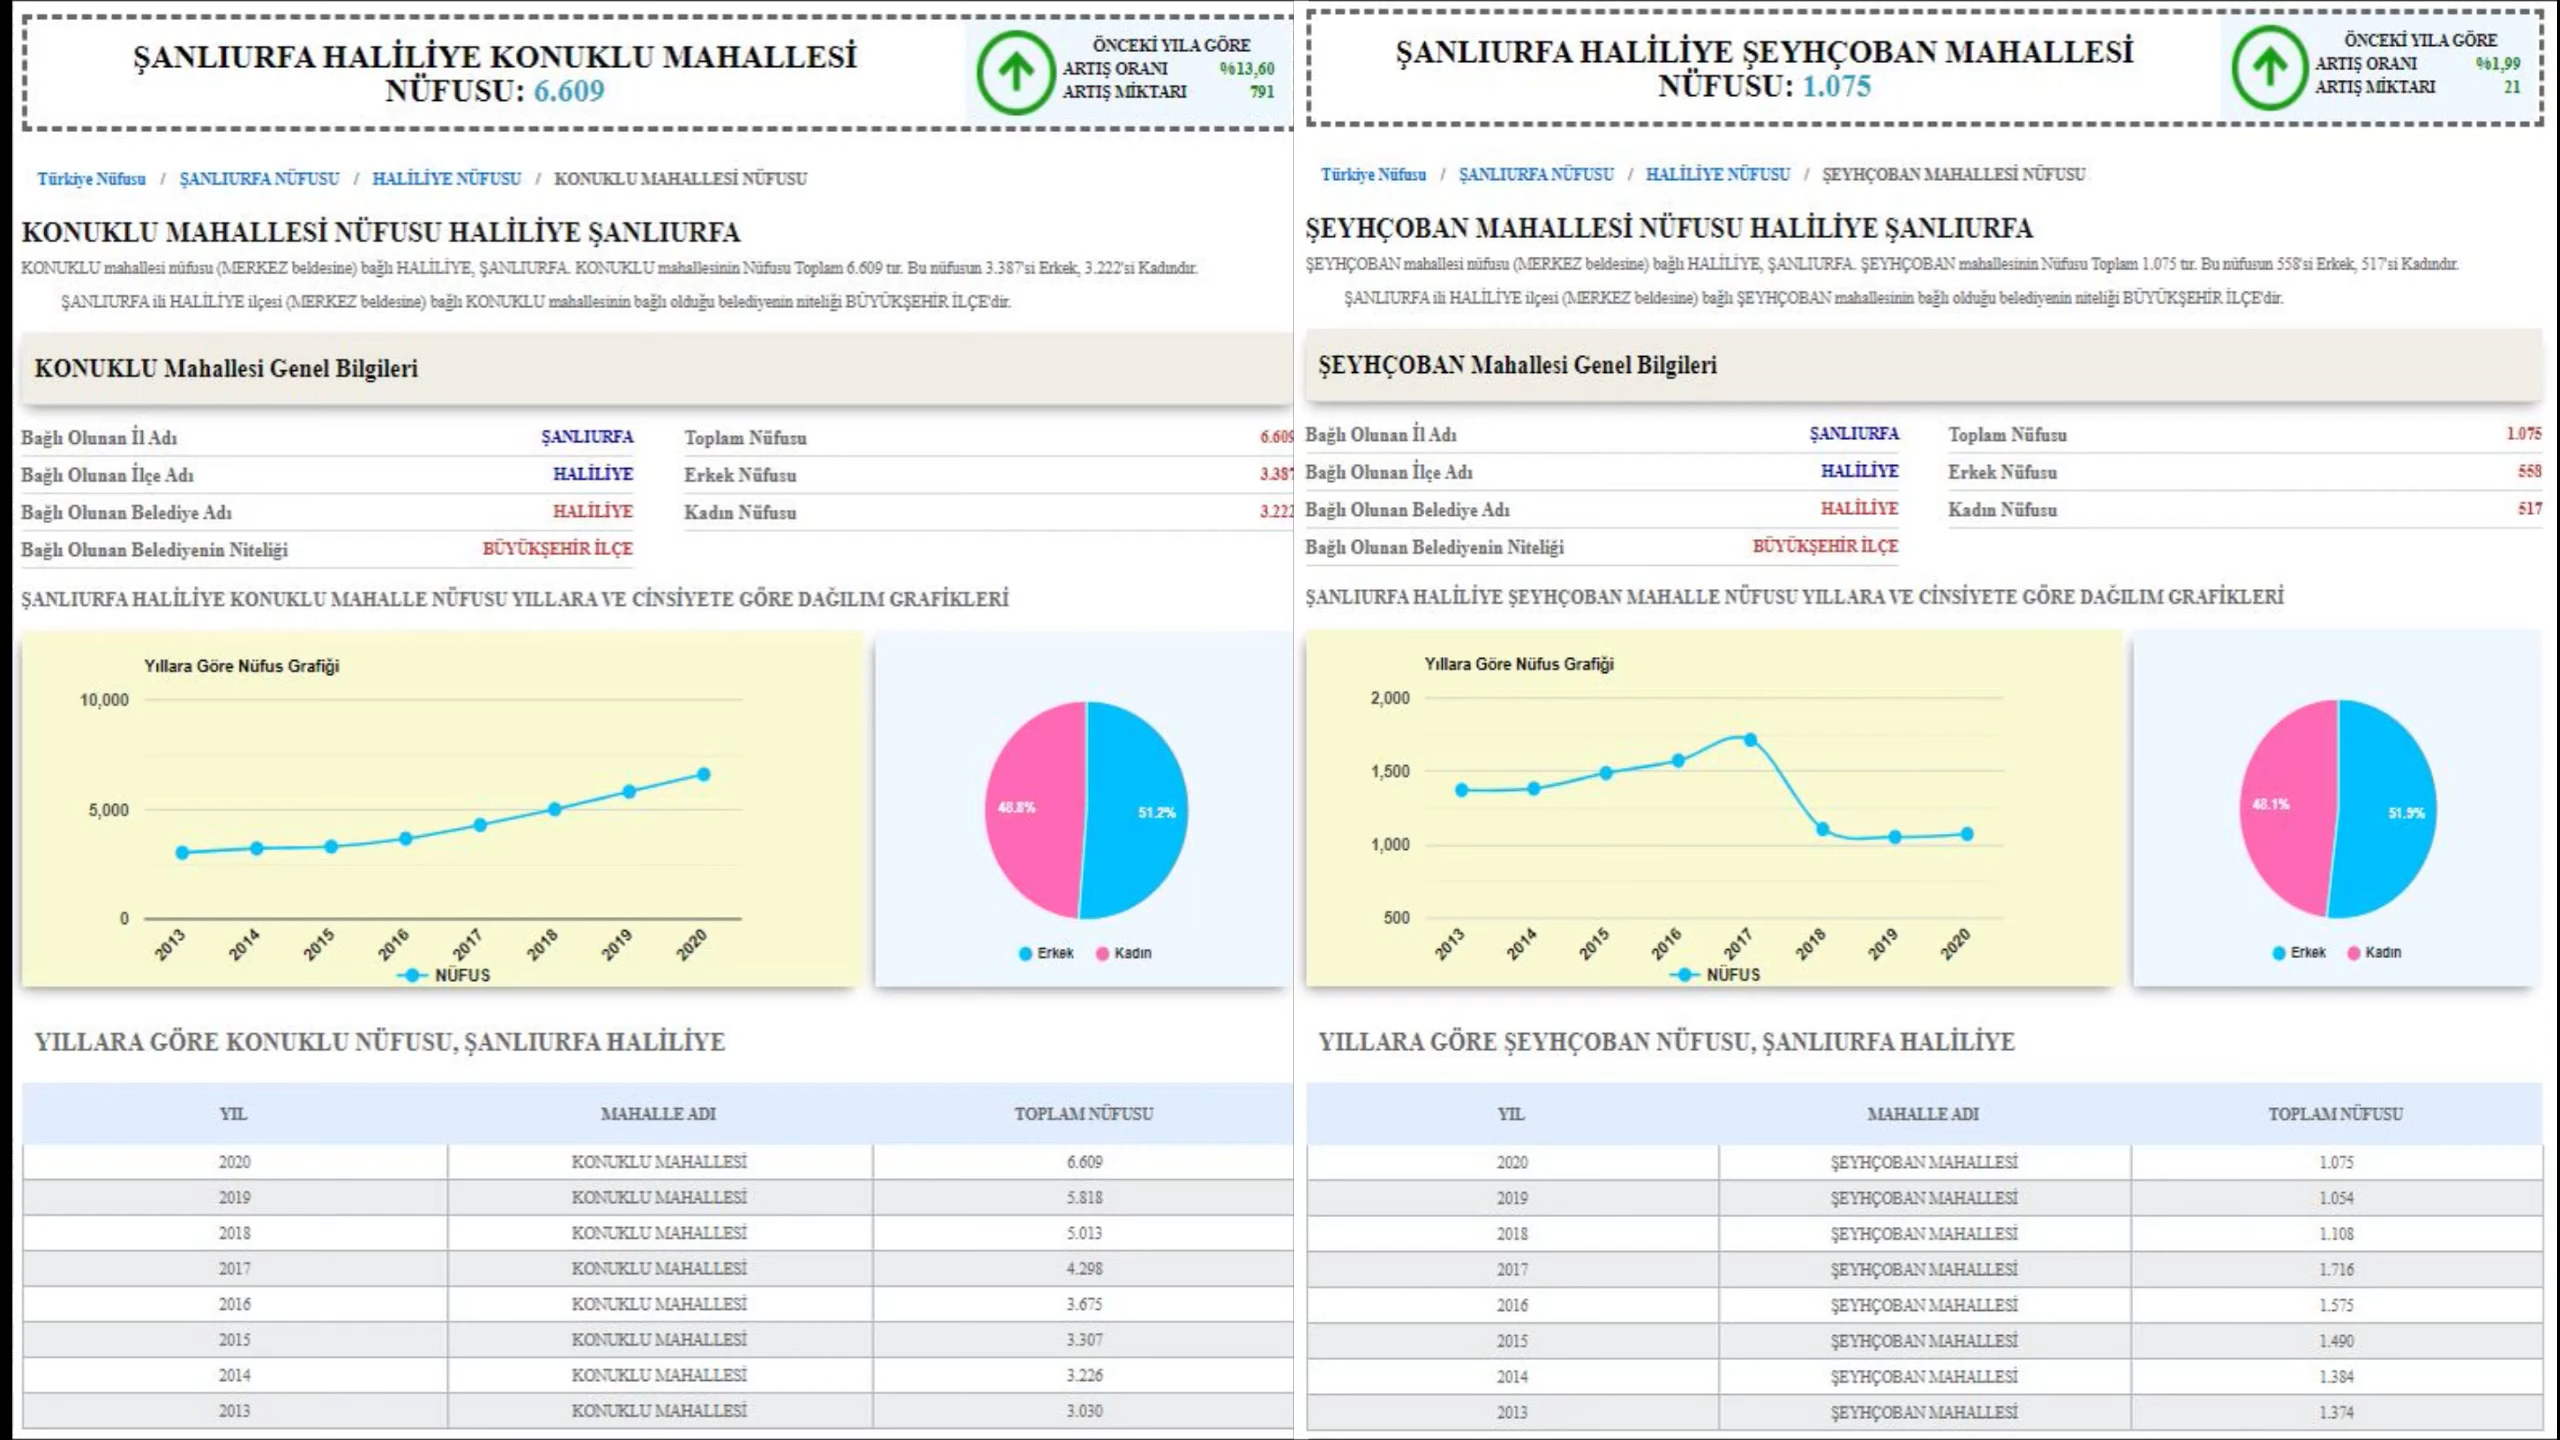 ŞANLIURFA HALİLİYE KONUKLU MAHALLESİ
NÜFUSU: 6.609
ÖNCEKİ YILA GÖRE
ARTIŞ ORANI %13,60
ARTIŞ MİKTARI 791
Türkiye Nüfusu / ŞANLIURFA NÜFUSU / HALİLİYE NÜFUSU / KONUKLU MAHALLESİ NÜFUSU
KONUKLU MAHALLESİ NÜFUSU HALİLİYE ŞANLIURFA
KONUKLU mahallesi nüfusu (MERKEZ beldesine) bağlı HALİLİYE, ŞANLIURFA. KONUKLU mahallesinin Nüfusu Toplam 6.609 tır. Bu nüfusun 3.387'si Erkek, 3.222'si Kadındır.
ŞANLIURFA ili HALİLİYE ilçesi (MERKEZ beldesine) bağlı KONUKLU mahallesinin bağlı olduğu belediyenin niteliği BÜYÜKŞEHİR İLÇE'dir.
KONUKLU Mahallesi Genel Bilgileri
Bağlı Olunan İl Adı ŞANLIURFA
Bağlı Olunan İlçe Adı HALİLİYE
Bağlı Olunan Belediye Adı HALİLİYE
Bağlı Olunan Belediyenin Niteliği BÜYÜKŞEHİR İLÇE
Toplam Nüfusu 6.609
Erkek Nüfusu 3.387
Kadın Nüfusu 3.222
ŞANLIURFA HALİLİYE KONUKLU MAHALLE NÜFUSU YILLARA VE CİNSİYETE GÖRE DAĞILIM GRAFİKLERİ
Yıllara Göre Nüfus Grafiği
10,000
5,000
0
2013 2014 2015 2016 2017 2018 2019 2020
NÜFUS
48.8% 51.2%
Erkek Kadın
YILLARA GÖRE KONUKLU NÜFUSU, ŞANLIURFA HALİLİYE
YIL MAHALLE ADI TOPLAM NÜFUSU
2020 KONUKLU MAHALLESİ 6.609
2019 KONUKLU MAHALLESİ 5.818
2018 KONUKLU MAHALLESİ 5.013
2017 KONUKLU MAHALLESİ 4.298
2016 KONUKLU MAHALLESİ 3.675
2015 KONUKLU MAHALLESİ 3.307
2014 KONUKLU MAHALLESİ 3.226
2013 KONUKLU MAHALLESİ 3.030
ŞANLIURFA HALİLİYE ŞEYHÇOBAN MAHALLESİ
NÜFUSU: 1.075
ÖNCEKİ YILA GÖRE
ARTIŞ ORANI %1,99
ARTIŞ MİKTARI 21
Türkiye Nüfusu / ŞANLIURFA NÜFUSU / HALİLİYE NÜFUSU / ŞEYHÇOBAN MAHALLESİ NÜFUSU
ŞEYHÇOBAN MAHALLESİ NÜFUSU HALİLİYE ŞANLIURFA
ŞEYHÇOBAN mahallesi nüfusu (MERKEZ beldesine) bağlı HALİLİYE, ŞANLIURFA. ŞEYHÇOBAN mahallesinin Nüfusu Toplam 1.075 tır. Bu nüfusun 558'si Erkek, 517'si Kadındır.
ŞANLIURFA ili HALİLİYE ilçesi (MERKEZ beldesine) bağlı ŞEYHÇOBAN mahallesinin bağlı olduğu belediyenin niteliği BÜYÜKŞEHİR İLÇE'dir.
ŞEYHÇOBAN Mahallesi Genel Bilgileri
Bağlı Olunan İl Adı ŞANLIURFA
Bağlı Olunan İlçe Adı HALİLİYE
Bağlı Olunan Belediye Adı HALİLİYE
Bağlı Olunan Belediyenin Niteliği BÜYÜKŞEHİR İLÇE
Toplam Nüfusu 1.075
Erkek Nüfusu 558
Kadın Nüfusu 517
ŞANLIURFA HALİLİYE ŞEYHÇOBAN MAHALLE NÜFUSU YILLARA VE CİNSİYETE GÖRE DAĞILIM GRAFİKLERİ
Yıllara Göre Nüfus Grafiği
2,000
1,500
1,000
500
2013 2014 2015 2016 2017 2018 2019 2020
NÜFUS
48.1% 51.9%
Erkek Kadın
YILLARA GÖRE ŞEYHÇOBAN NÜFUSU, ŞANLIURFA HALİLİYE
YIL MAHALLE ADI TOPLAM NÜFUSU
2020 ŞEYHÇOBAN MAHALLESİ 1.075
2019 ŞEYHÇOBAN MAHALLESİ 1.054
2018 ŞEYHÇOBAN MAHALLESİ 1.108
2017 ŞEYHÇOBAN MAHALLESİ 1.716
2016 ŞEYHÇOBAN MAHALLESİ 1.575
2015 ŞEYHÇOBAN MAHALLESİ 1.490
2014 ŞEYHÇOBAN MAHALLESİ 1.384
2013 ŞEYHÇOBAN MAHALLESİ 1.374